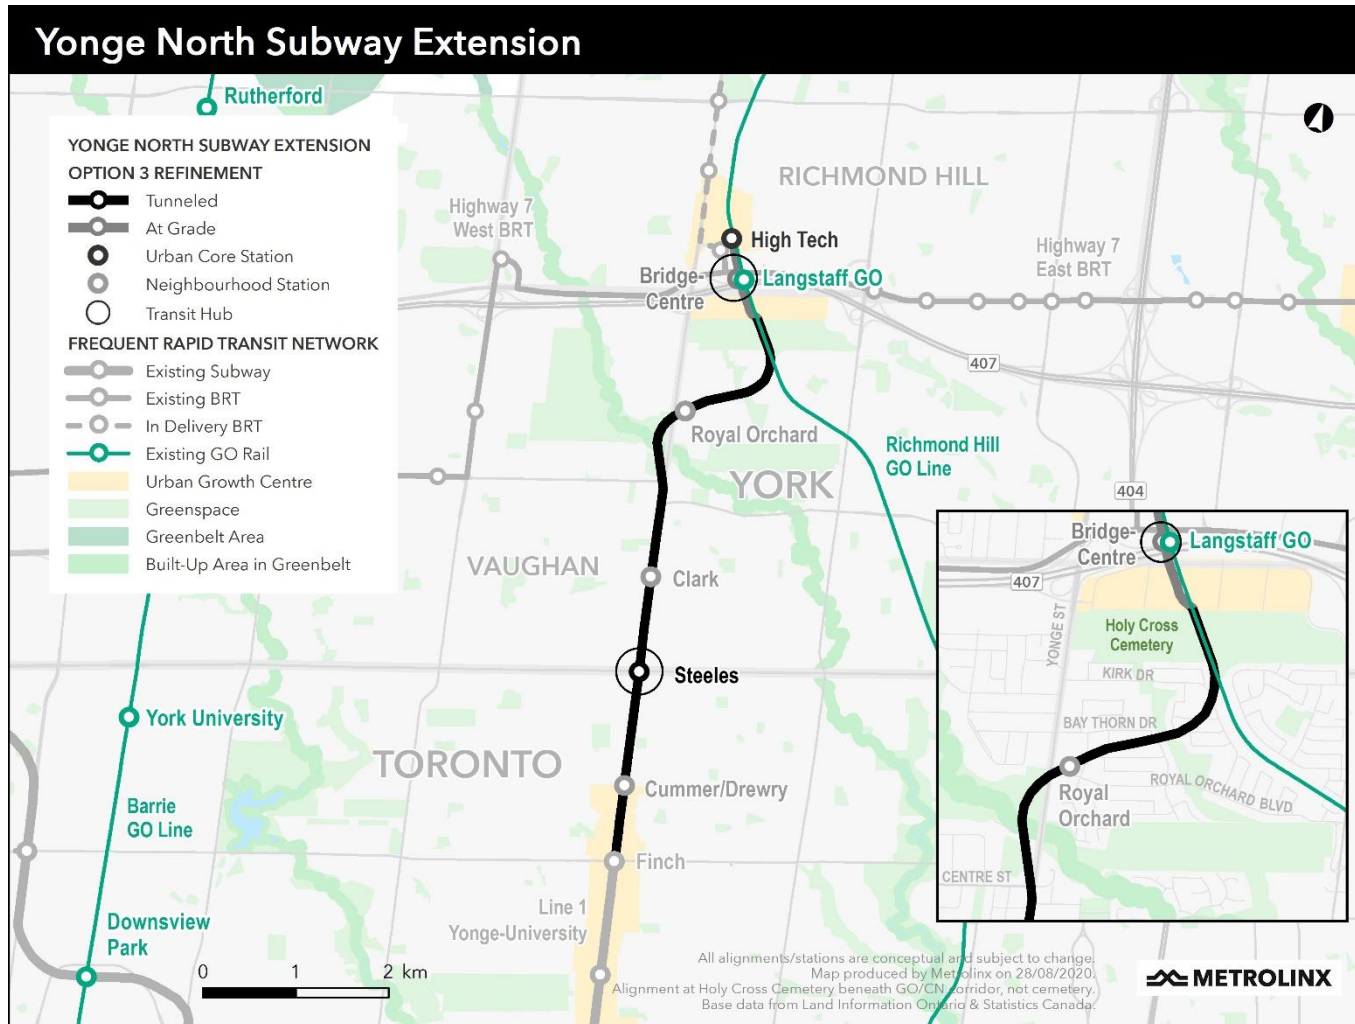 Yonge North Subway Extension
Rutherford
YONGE NORTH SUBWAY EXTENSION
OPTION 3 REFINEMENT
Tunneled
At Grade
Urban Core Station
Neighbourhood Station
Transit Hub
FREQUENT RAPID TRANSIT NETWORK
Existing Subway
Existing BRT
In Delivery BRT
Existing GO Rail
Urban Growth Centre
Greenspace
Greenbelt Area
Built-Up Area in Greenbelt
RICHMOND HILL
Highway 7
West BRT
High Tech
Highway 7
East BRT
Bridge-
Centre
Langstaff GO
407
Royal Orchard
Richmond Hill
GO Line
YORK
404
VAUGHAN
Clark
Steeles
York University
TORONTO
Cummer/Drewry
Barrie
GO Line
Finch
Line 1
Yonge-University
Downsview
Park
0 1 2 km
Bridge-
Centre
Langstaff GO
407
YONGE ST
Holy Cross
Cemetery
KIRK DR
BAY THORN DR
Royal
Orchard
ROYAL ORCHARD BLVD
CENTRE ST
All alignments/stations are conceptual and subject to change.
Map produced by Metrolinx on 28/08/2020.
Alignment at Holy Cross Cemetery beneath GO/CN corridor, not cemetery.
Base data from Land Information Ontario & Statistics Canada.
METROLINX